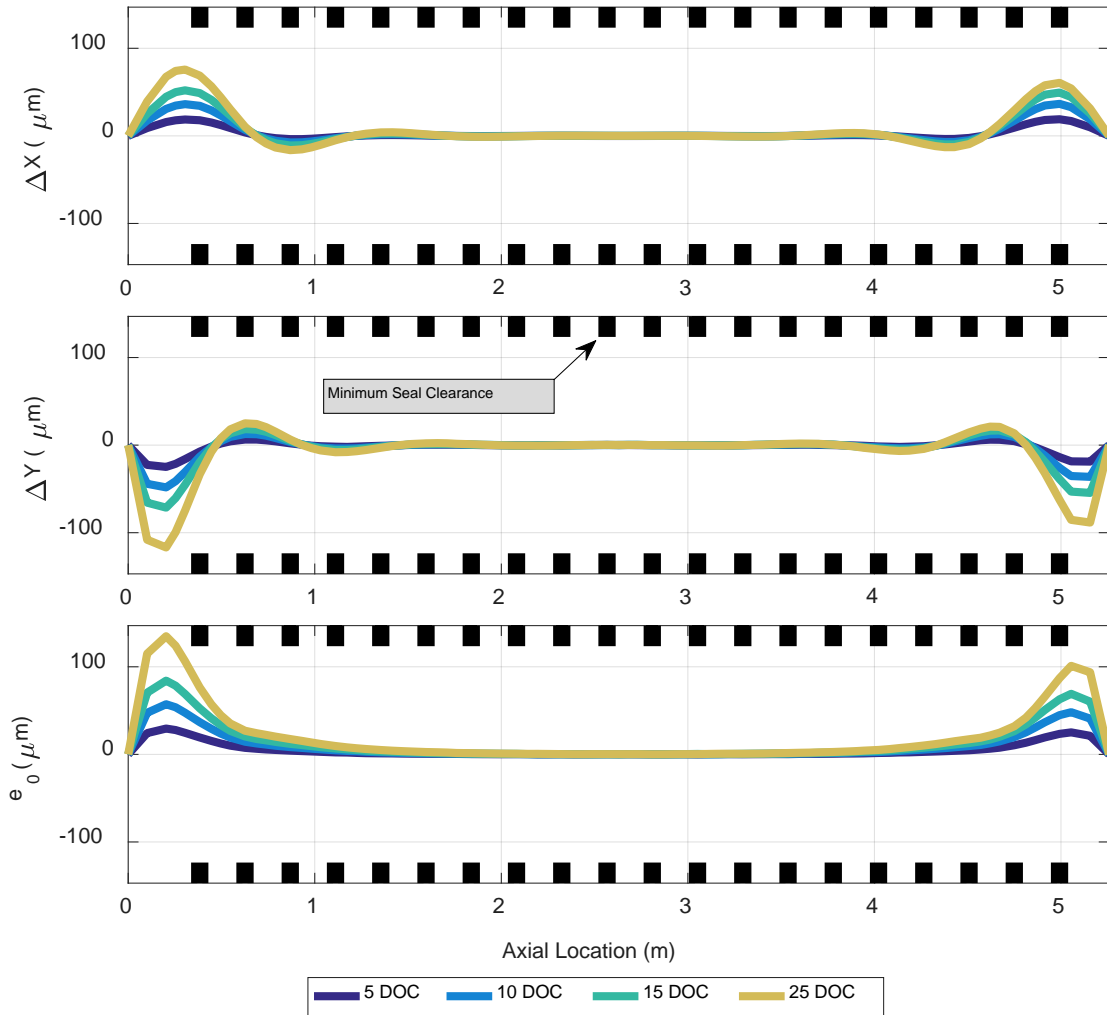 100
0
-100
ΔX ( μm)
0 1 2 3 4 5
100
0
-100
ΔY ( μm)
Minimum Seal Clearance
0 1 2 3 4 5
100
0
-100
e0 ( μm)
0 1 2 3 4 5
Axial Location (m)
5 DOC 10 DOC 15 DOC 25 DOC